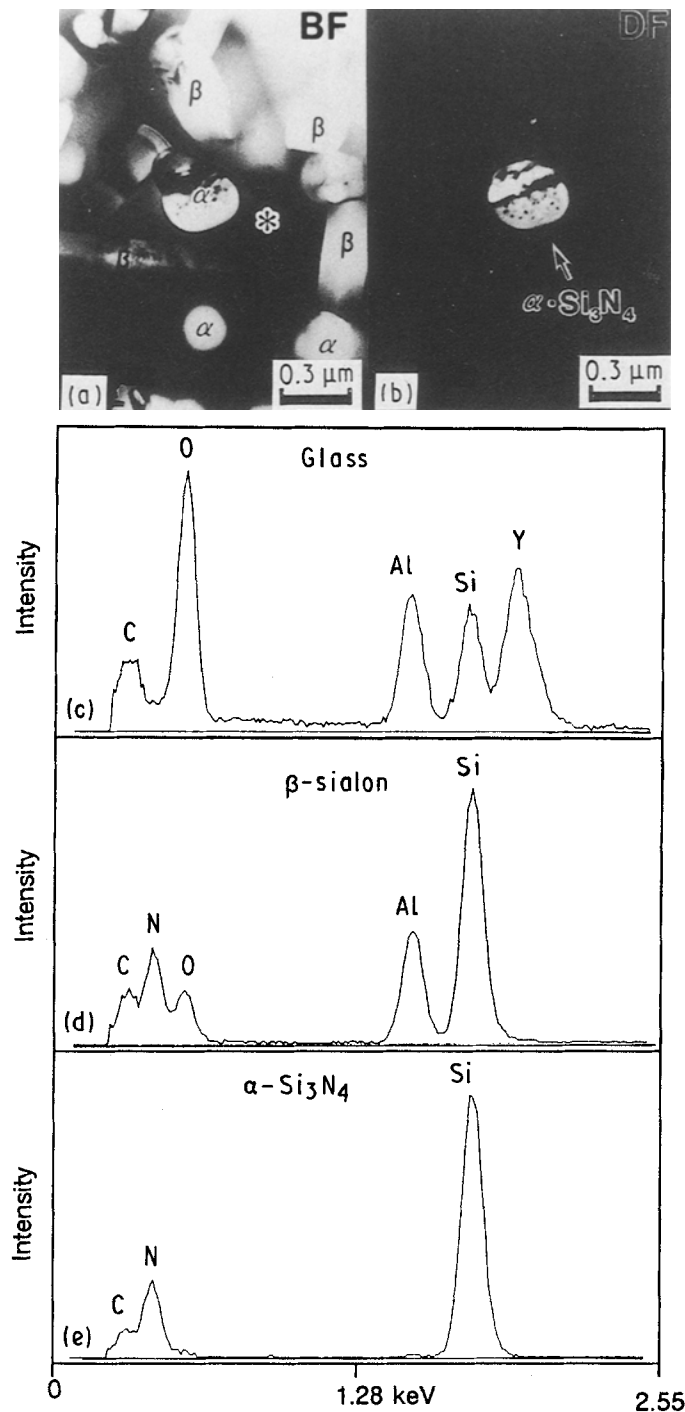 BF
DF
β
β
α
✻
β
β
α
α
α-Si₃N₄
(a)
0.3 μm
(b)
0.3 μm
Glass
O
Y
Al
Si
C
Intensity
(c)
β-sialon
Si
Al
N
C
O
Intensity
(d)
α-Si₃N₄
Si
N
C
Intensity
(e)
0
1.28 keV
2.55